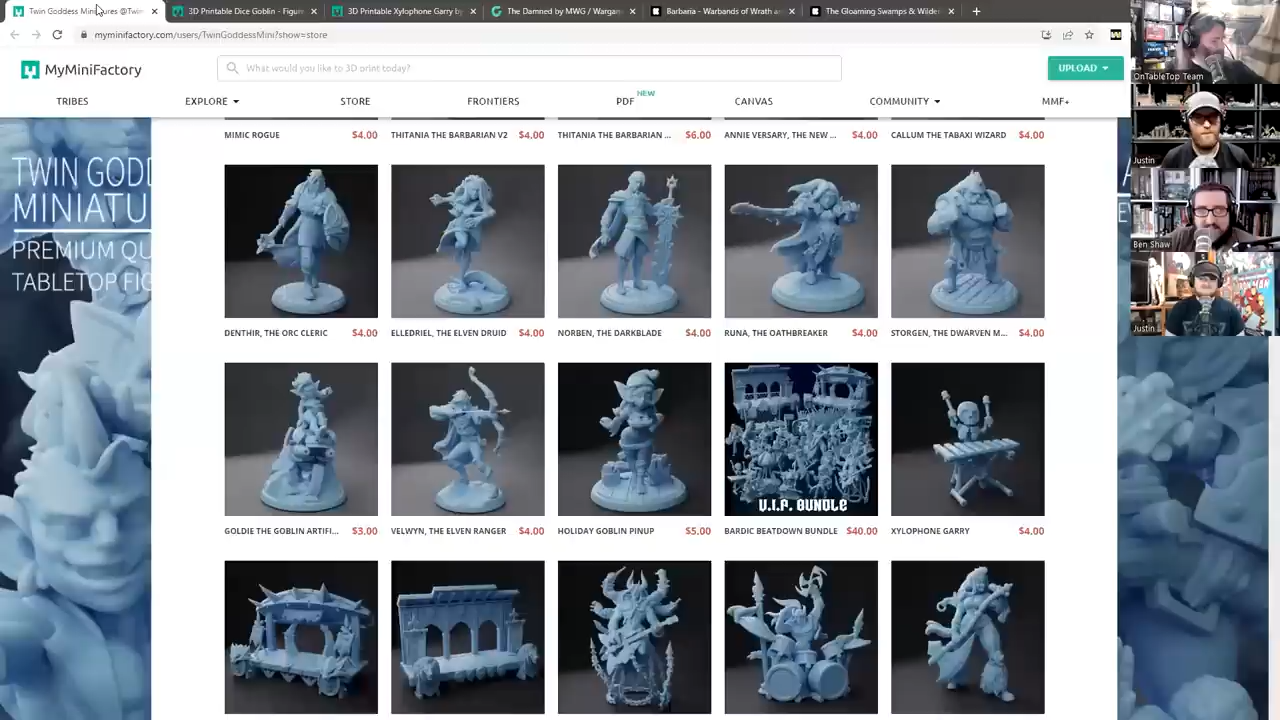 Twin Goddess Miniatures @Twin
3D Printable Dice Goblin - Figure
3D Printable Xylophone Garry by
The Damned by MWG / Wargam
Barbaria - Warbands of Wrath an
The Gloaming Swamps & Wilder
myminifactory.com/users/TwinGoddessMini?show=store
MyMiniFactory
What would you like to 3D print today?
UPLOAD
TRIBES
EXPLORE
STORE
FRONTIERS
PDF
NEW
CANVAS
COMMUNITY
MMF+
OnTableTop Team
Justin
Ben Shaw
Justin
TWIN GODD
MINIATU
PREMIUM QU
TABLETOP FIG
MIMIC ROGUE $4.00
THITANIA THE BARBARIAN V2 $4.00
THITANIA THE BARBARIAN ... $6.00
ANNIE VERSARY, THE NEW ... $4.00
CALLUM THE TABAXI WIZARD $4.00
DENTHIR, THE ORC CLERIC $4.00
ELLEDRIEL, THE ELVEN DRUID $4.00
NORBEN, THE DARKBLADE $4.00
RUNA, THE OATHBREAKER $4.00
STORGEN, THE DWARVEN M... $4.00
V.I.P. BUNDLE
GOLDIE THE GOBLIN ARTIFI... $3.00
VELWYN, THE ELVEN RANGER $4.00
HOLIDAY GOBLIN PINUP $5.00
BARDIC BEATDOWN BUNDLE $40.00
XYLOPHONE GARRY $4.00